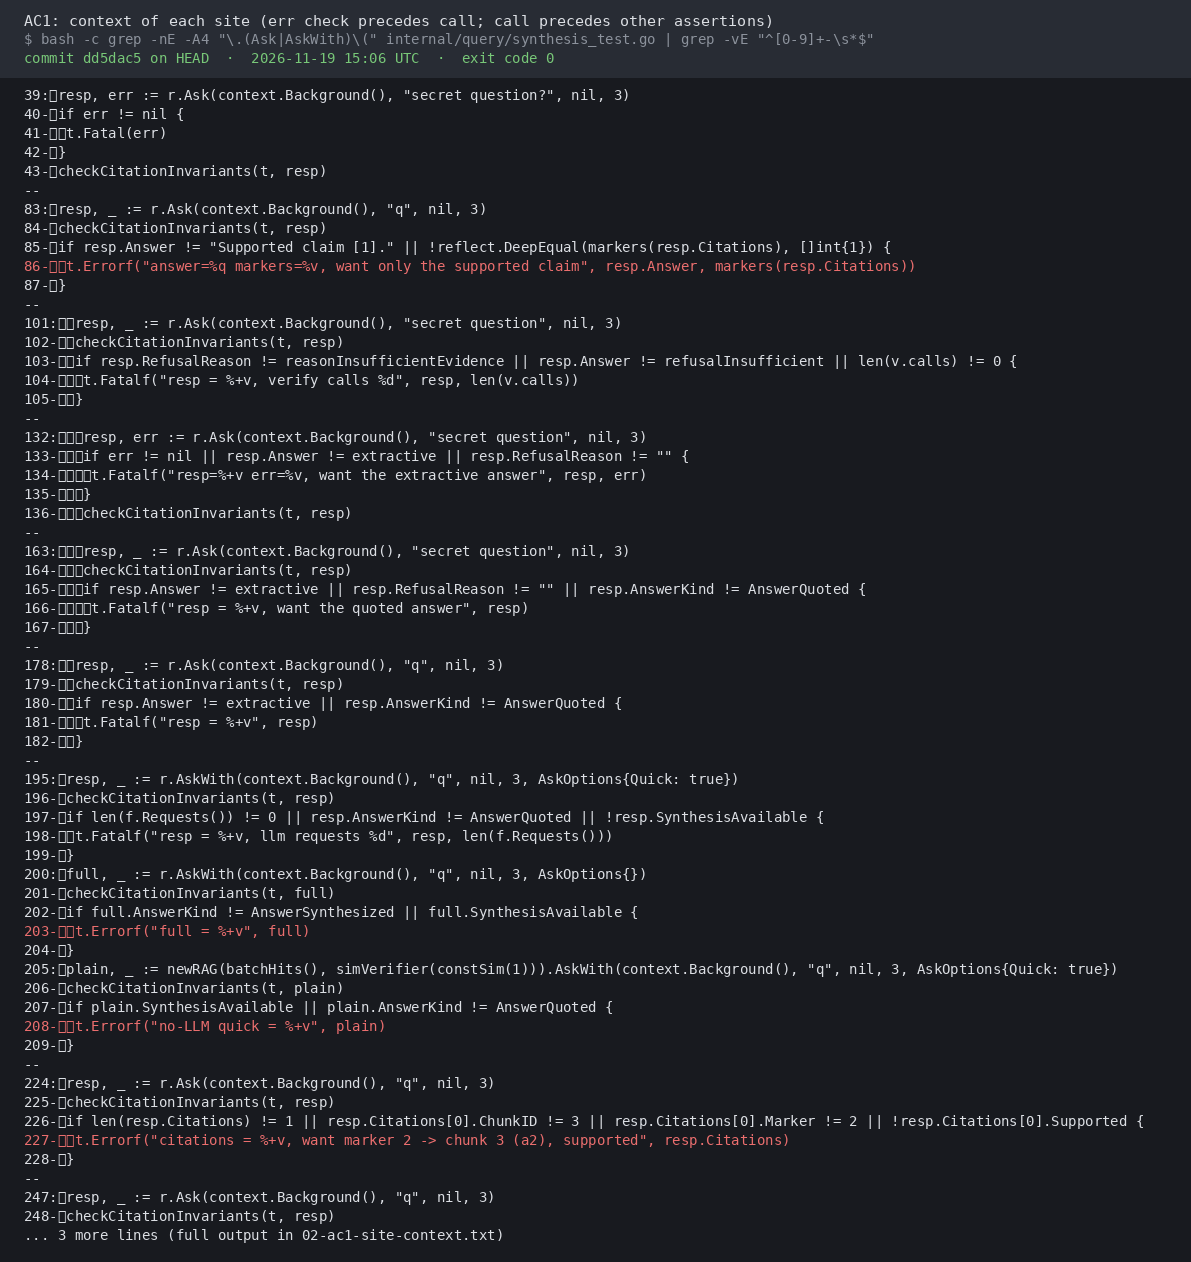 AC1: context of each site (err check precedes call; call precedes other assertions)
$ bash -c grep -nE -A4 "\.(Ask|AskWith)\(" internal/query/synthesis_test.go | grep -vE "^[0-9]+-\s*$"
commit dd5dac5 on HEAD · 2026-11-19 15:06 UTC · exit code 0
39:▯resp, err := r.Ask(context.Background(), "secret question?", nil, 3)
40-▯if err != nil {
41-▯▯t.Fatal(err)
42-▯}
43-▯checkCitationInvariants(t, resp)
--
83:▯resp, _ := r.Ask(context.Background(), "q", nil, 3)
84-▯checkCitationInvariants(t, resp)
85-▯if resp.Answer != "Supported claim [1]." || !reflect.DeepEqual(markers(resp.Citations), []int{1}) {
86-▯▯t.Errorf("answer=%q markers=%v, want only the supported claim", resp.Answer, markers(resp.Citations))
87-▯}
--
101:▯▯resp, _ := r.Ask(context.Background(), "secret question", nil, 3)
102-▯▯checkCitationInvariants(t, resp)
103-▯▯if resp.RefusalReason != reasonInsufficientEvidence || resp.Answer != refusalInsufficient || len(v.calls) != 0 {
104-▯▯▯t.Fatalf("resp = %+v, verify calls %d", resp, len(v.calls))
105-▯▯}
--
132:▯▯▯resp, err := r.Ask(context.Background(), "secret question", nil, 3)
133-▯▯▯if err != nil || resp.Answer != extractive || resp.RefusalReason != "" {
134-▯▯▯▯t.Fatalf("resp=%+v err=%v, want the extractive answer", resp, err)
135-▯▯▯}
136-▯▯▯checkCitationInvariants(t, resp)
--
163:▯▯▯resp, _ := r.Ask(context.Background(), "secret question", nil, 3)
164-▯▯▯checkCitationInvariants(t, resp)
165-▯▯▯if resp.Answer != extractive || resp.RefusalReason != "" || resp.AnswerKind != AnswerQuoted {
166-▯▯▯▯t.Fatalf("resp = %+v, want the quoted answer", resp)
167-▯▯▯}
--
178:▯▯resp, _ := r.Ask(context.Background(), "q", nil, 3)
179-▯▯checkCitationInvariants(t, resp)
180-▯▯if resp.Answer != extractive || resp.AnswerKind != AnswerQuoted {
181-▯▯▯t.Fatalf("resp = %+v", resp)
182-▯▯}
--
195:▯resp, _ := r.AskWith(context.Background(), "q", nil, 3, AskOptions{Quick: true})
196-▯checkCitationInvariants(t, resp)
197-▯if len(f.Requests()) != 0 || resp.AnswerKind != AnswerQuoted || !resp.SynthesisAvailable {
198-▯▯t.Fatalf("resp = %+v, llm requests %d", resp, len(f.Requests()))
199-▯}
200:▯full, _ := r.AskWith(context.Background(), "q", nil, 3, AskOptions{})
201-▯checkCitationInvariants(t, full)
202-▯if full.AnswerKind != AnswerSynthesized || full.SynthesisAvailable {
203-▯▯t.Errorf("full = %+v", full)
204-▯}
205:▯plain, _ := newRAG(batchHits(), simVerifier(constSim(1))).AskWith(context.Background(), "q", nil, 3, AskOptions{Quick: true})
206-▯checkCitationInvariants(t, plain)
207-▯if plain.SynthesisAvailable || plain.AnswerKind != AnswerQuoted {
208-▯▯t.Errorf("no-LLM quick = %+v", plain)
209-▯}
--
224:▯resp, _ := r.Ask(context.Background(), "q", nil, 3)
225-▯checkCitationInvariants(t, resp)
226-▯if len(resp.Citations) != 1 || resp.Citations[0].ChunkID != 3 || resp.Citations[0].Marker != 2 || !resp.Citations[0].Supported {
227-▯▯t.Errorf("citations = %+v, want marker 2 -> chunk 3 (a2), supported", resp.Citations)
228-▯}
--
247:▯resp, _ := r.Ask(context.Background(), "q", nil, 3)
248-▯checkCitationInvariants(t, resp)
... 3 more lines (full output in 02-ac1-site-context.txt)